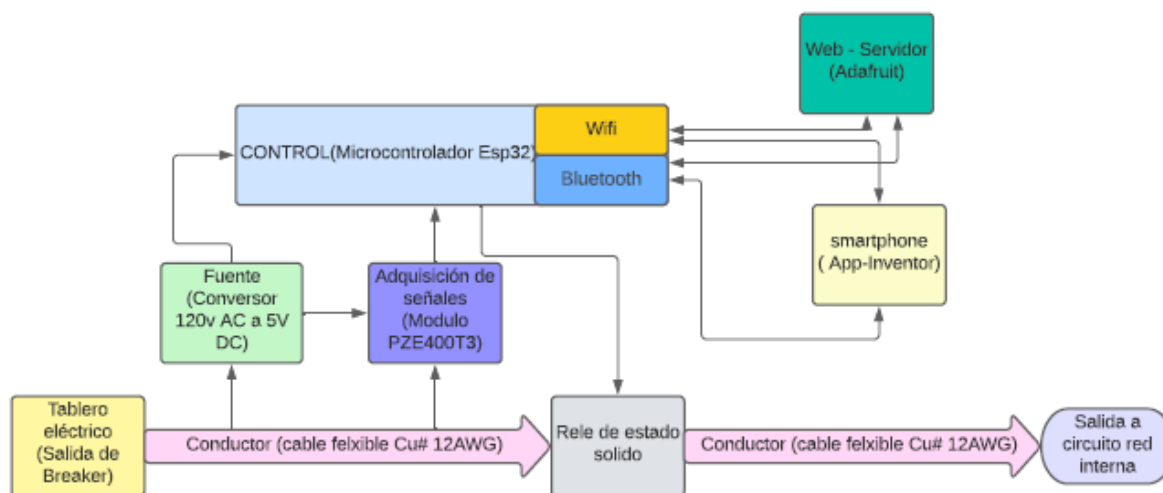 Web - Servidor
(Adafruit)
CONTROL(Microcontrolador Esp32)
Wifi
Bluetooth
smartphone
( App-Inventor)
Fuente
(Conversor
120v AC a 5V
DC)
Adquisición de
señales
(Modulo
PZE400T3)
Tablero
eléctrico
(Salida de
Breaker)
Conductor (cable felxible Cu# 12AWG)
Rele de estado
solido
Conductor (cable felxible Cu# 12AWG)
Salida a
circuito red
interna